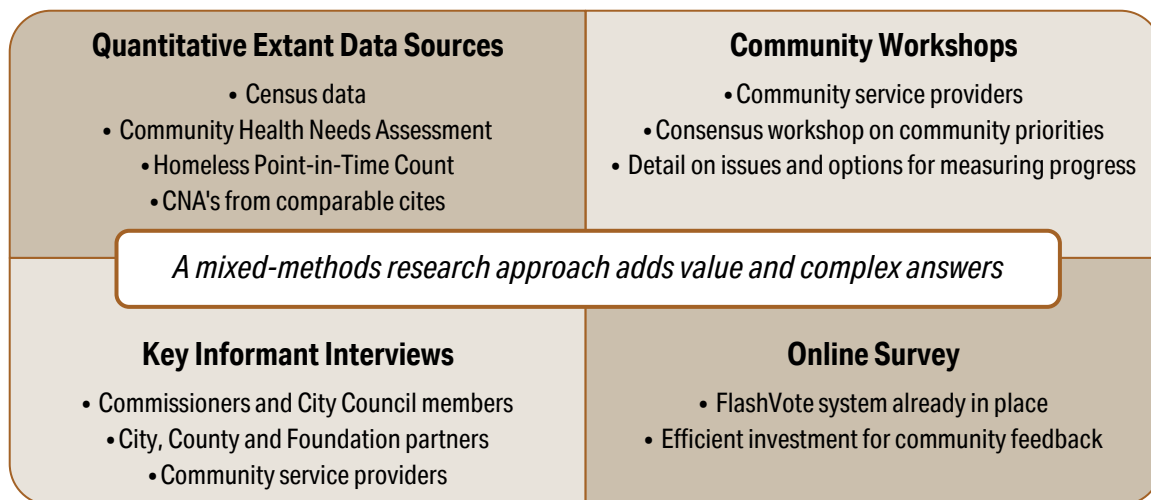 Quantitative Extant Data Sources
• Census data
• Community Health Needs Assessment
•Homeless Point-in-Time Count
•CNA's from comparable cites
Community Workshops
•Community service providers
•Consensus workshop on community priorities
• Detail on issues and options for measuring progress
A mixed-methods research approach adds value and complex answers
Key Informant Interviews
• Commissioners and City Council members
•City, County and Foundation partners
•Community service providers
Online Survey
• FlashVote system already in place
• Efficient investment for community feedback